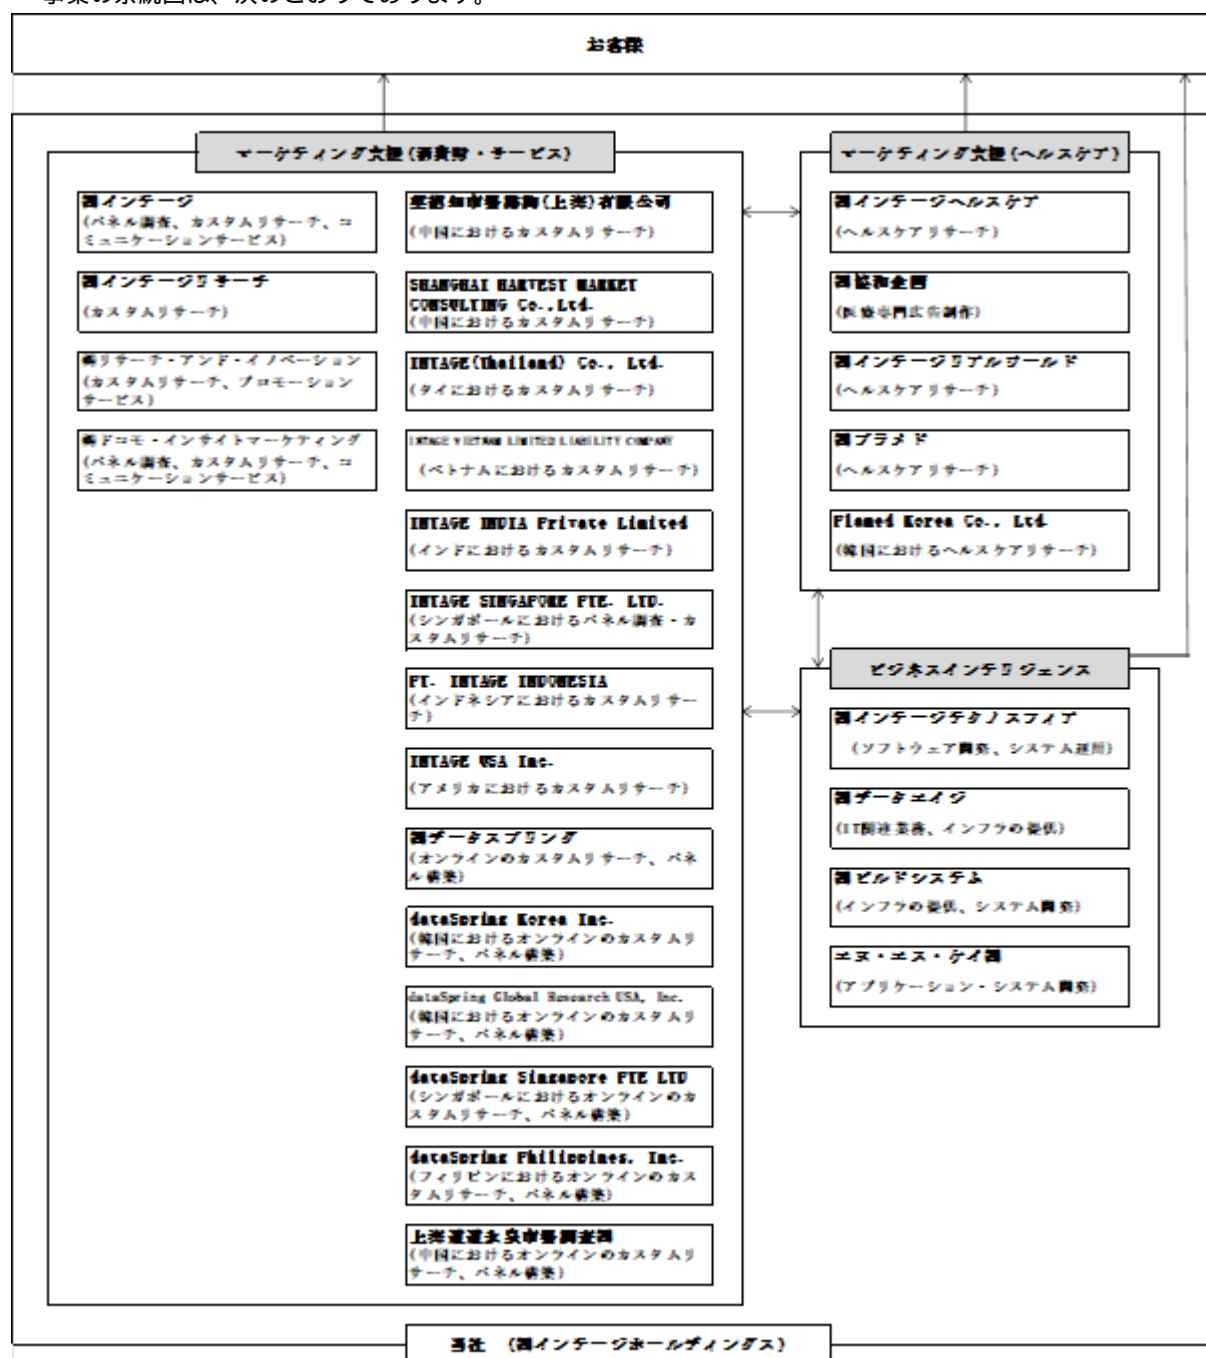 事業の系統図は、次のとおりであります。
お客様
マーケティング支援(消費財・サービス)
㈱インテージ
(パネル調査、カスタムリサーチ、コ
ミュニケーションサービス)
㈱インテージリサーチ
(カスタムリサーチ)
㈱リサーチ・アンド・イノベーション
(カスタムリサーチ、プロモーション
サービス)
㈱ドコモ・インサイトマーケティング
(パネル調査、カスタムリサーチ、コ
ミュニケーションサービス)
(上海)有限公司
(中国におけるカスタムリサーチ)
SHANGHAI HARVEST MARKET
CONSULTING Co.,Ltd.
(中国におけるカスタムリサーチ)
INTAGE(Thailand) Co., Ltd.
(タイにおけるカスタムリサーチ)
INTAGE VIETNAM LIMITED LIABILITY COMPANY
(ベトナムにおけるカスタムリサーチ)
INTAGE INDIA Private Limited
(インドにおけるカスタムリサーチ)
INTAGE SINGAPORE PTE. LTD.
(シンガポールにおけるパネル調査・カ
スタムリサーチ)
PT. INTAGE INDONESIA
(インドネシアにおけるカスタムリサー
チ)
INTAGE USA Inc.
(アメリカにおけるカスタムリサーチ)
㈱データスプリング
(オンラインのカスタムリサーチ、パネ
ル構築)
dataSpring Korea Inc.
(韓国におけるオンラインのカスタムリ
サーチ、パネル構築)
dataSpring Global Research USA, Inc.
(韓国におけるオンラインのカスタムリ
サーチ、パネル構築)
dataSpring Singapore PTE LTD
(シンガポールにおけるオンラインのカ
スタムリサーチ、パネル構築)
dataSpring Philippines, Inc.
(フィリピンにおけるオンラインのカス
タムリサーチ、パネル構築)
上海
(中国におけるオンラインのカスタムリ
サーチ、パネル構築)
マーケティング支援(ヘルスケア)
㈱インテージヘルスケア
(ヘルスケアリサーチ)
㈱協和企画
(医療専門広告制作)
㈱インテージリアルワールド
(ヘルスケアリサーチ)
㈱プラメド
(ヘルスケアリサーチ)
Plamed Korea Co., Ltd.
(韓国におけるヘルスケアリサーチ)
ビジネスインテリジェンス
㈱インテージテクノスフィア
(ソフトウェア開発、システム運用)
㈱データエイジ
(IT関連業務、インフラの提供)
㈱ビルドシステム
(インフラの提供、システム開発)
エヌ・エス・ケイ㈱
(アプリケーション・システム開発)
当社 (㈱インテージホールディングス)